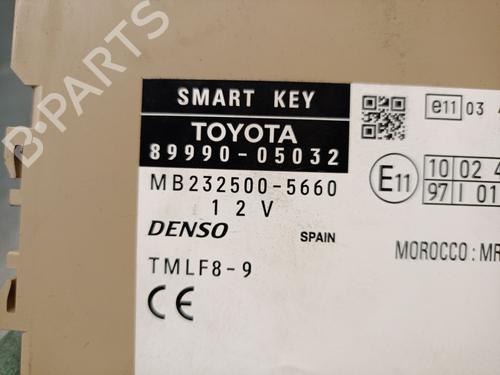 SMART KEY
TOYOTA
89990-05032
MB232500-5660
12V
DENSO SPAIN
TMLF8-9
CE
e11 03
E11
10 02 4
97 I 01
MOROCCO: MR
B-PARTS